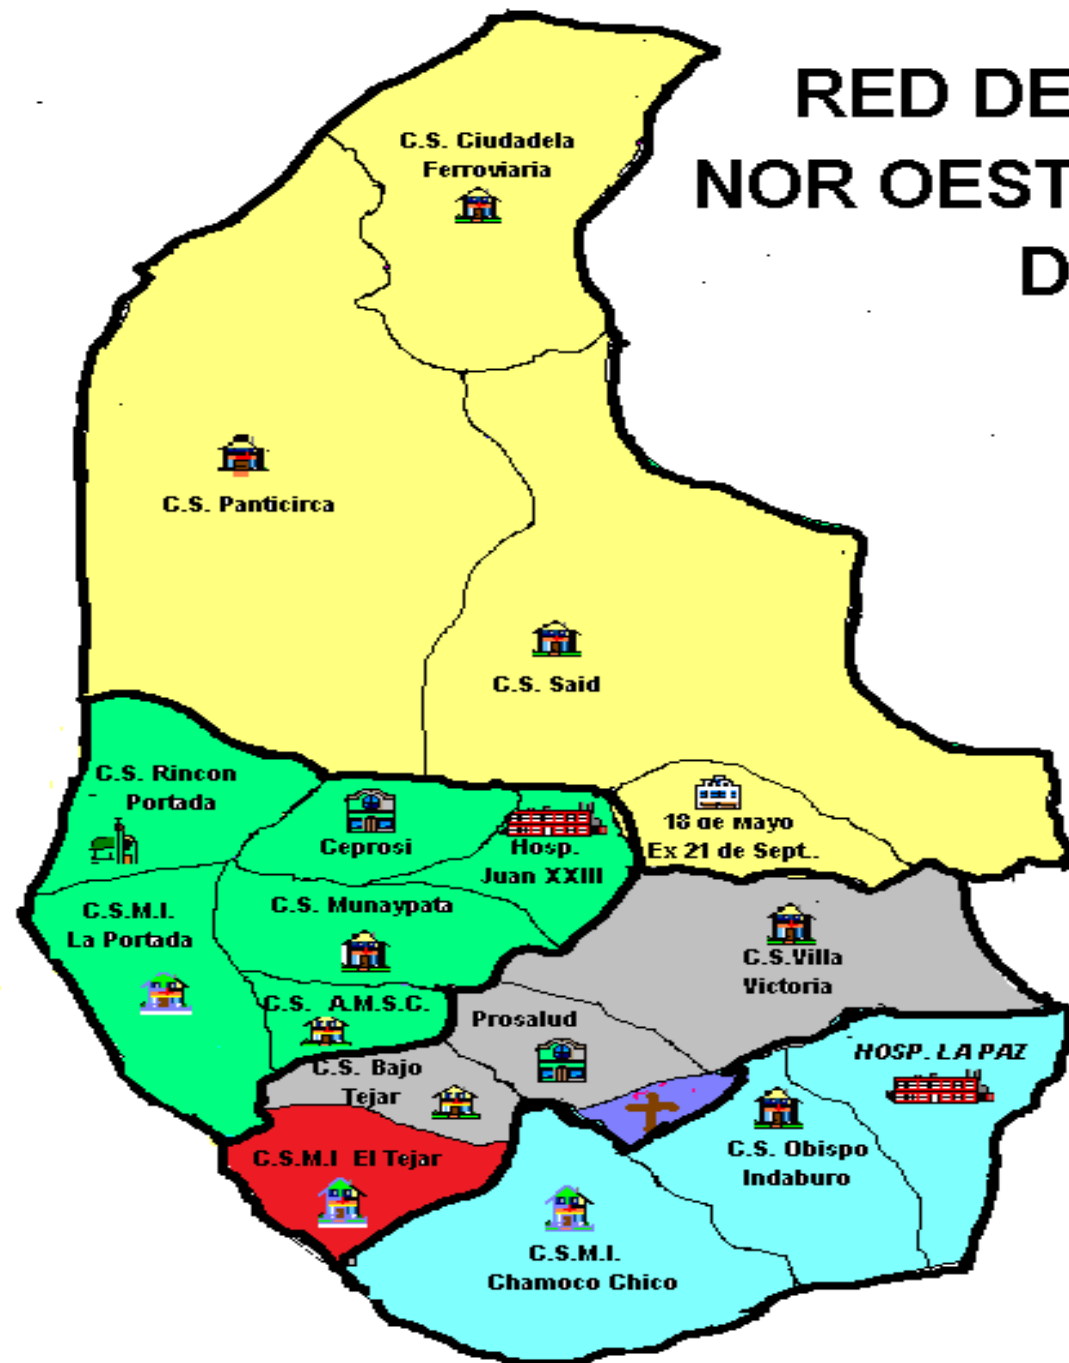 RED DE
NOR OEST
D
C.S. Ciudadela
Ferroviaria
C.S. Panticirca
C.S. Said
C.S. Rincon
Portada
Ceprosi
Hosp.
Juan XXIII
18 de Mayo
Ex 21 de Sept..
C.S.M.I.
La Portada
C.S. Munaypata
C.S.Villa
Victoria
C.S. A.M.S.C.
Prosalud
C.S. Bajo
Tejar
HOSP. LA PAZ
C.S.M.I El Tejar
C.S. Obispo
Indaburo
C.S.M.I.
Chamoco Chico